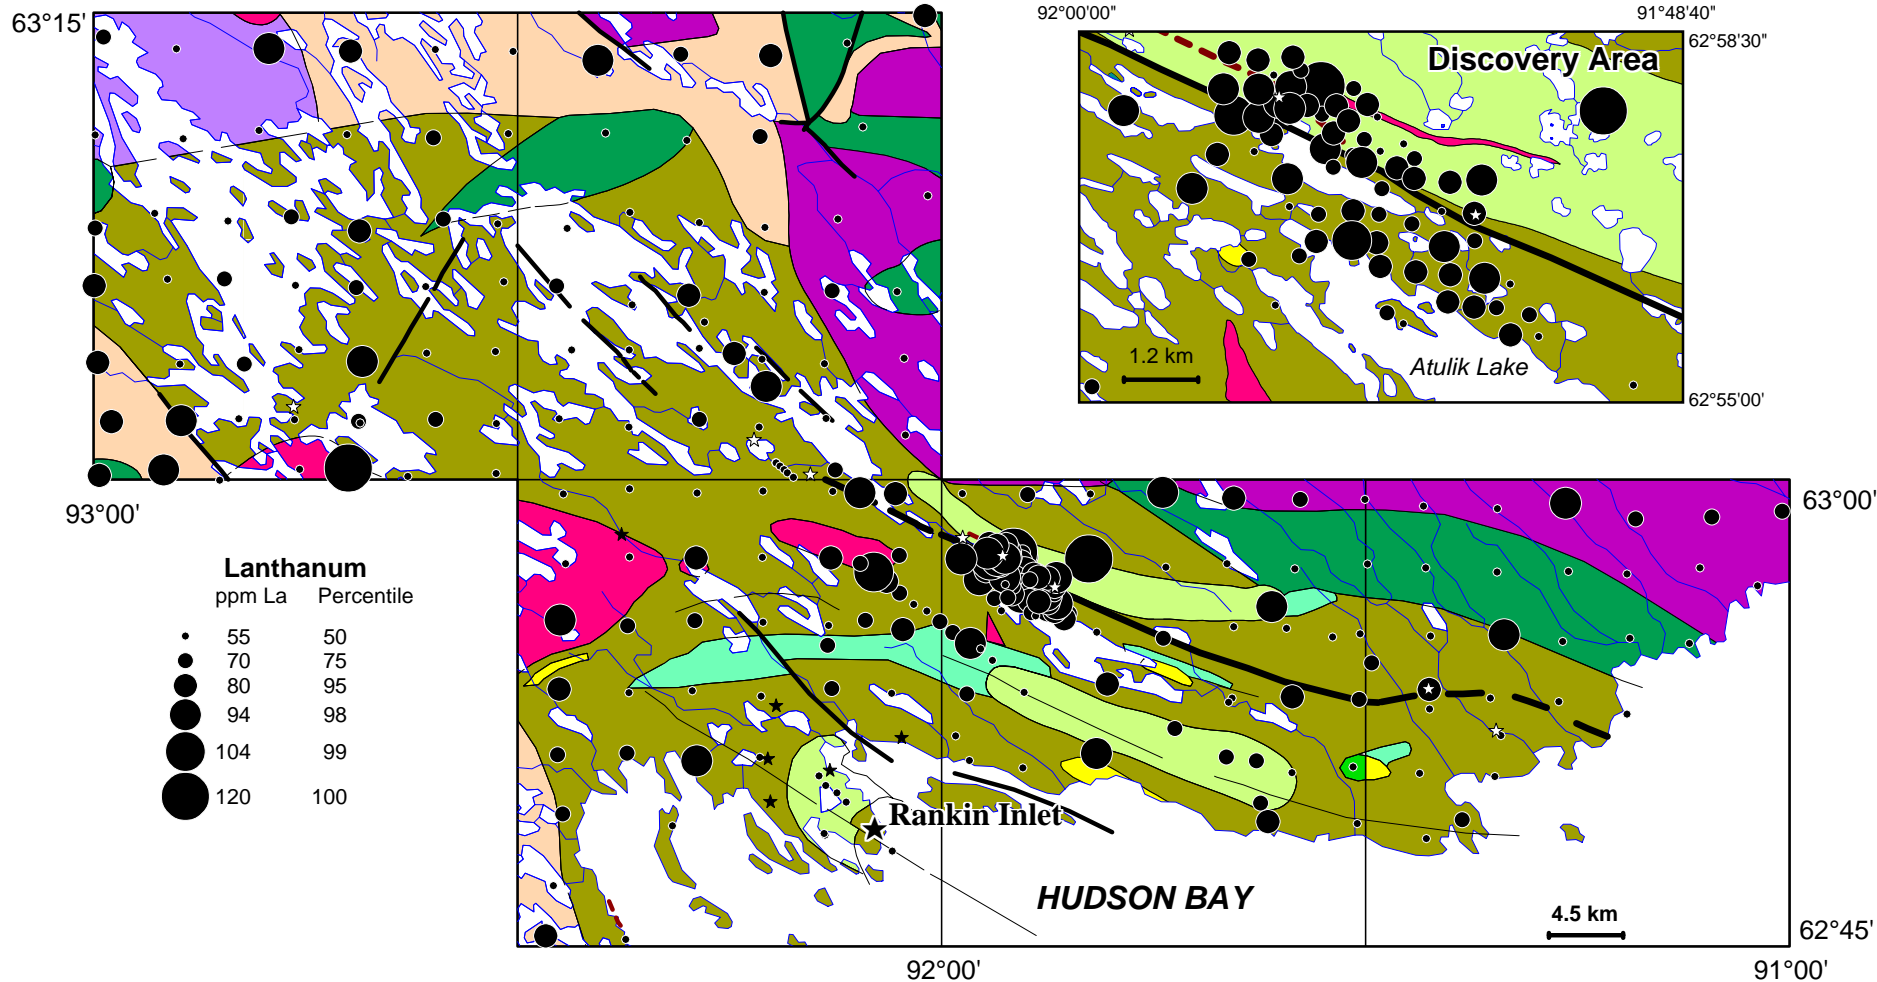 63°15'
92°00'00"
91°48'40"
62°58'30"
Discovery Area
1.2 km
Atulik Lake
62°55'00'
93°00'
63°00'
Lanthanum
ppm La Percentile
55 50
70 75
80 95
94 98
104 99
120 100
Rankin Inlet
HUDSON BAY
4.5 km
62°45'
92°00'
91°00'